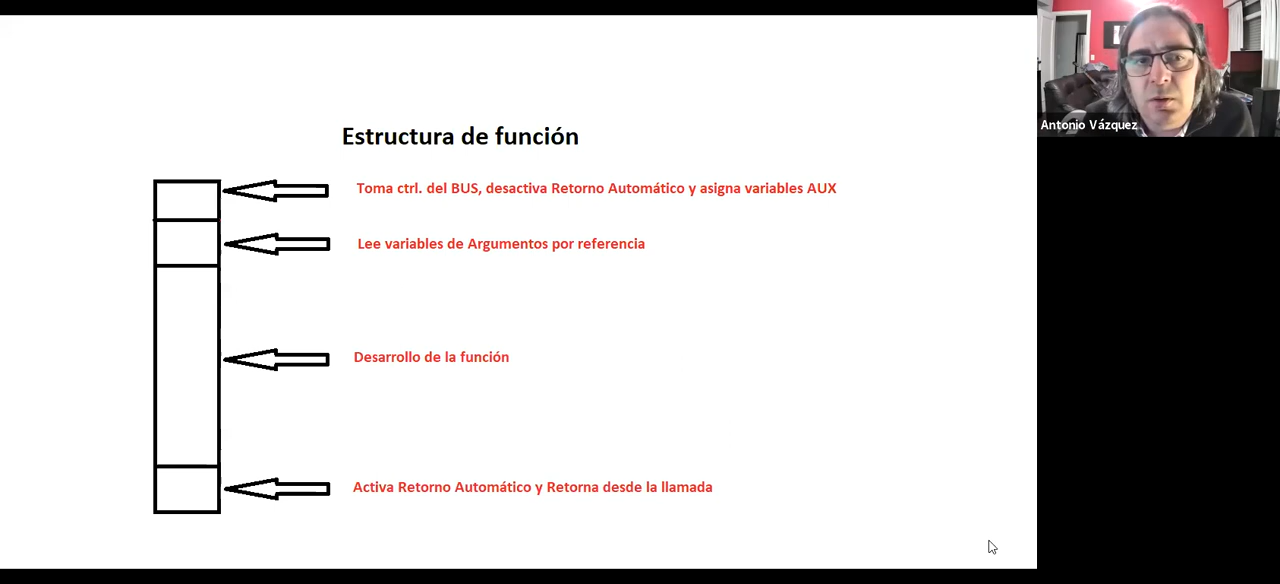 Antonio Vázquez
Estructura de función
Toma ctrl. del BUS, desactiva Retorno Automático y asigna variables AUX
Lee variables de Argumentos por referencia
Desarrollo de la función
Activa Retorno Automático y Retorna desde la llamada